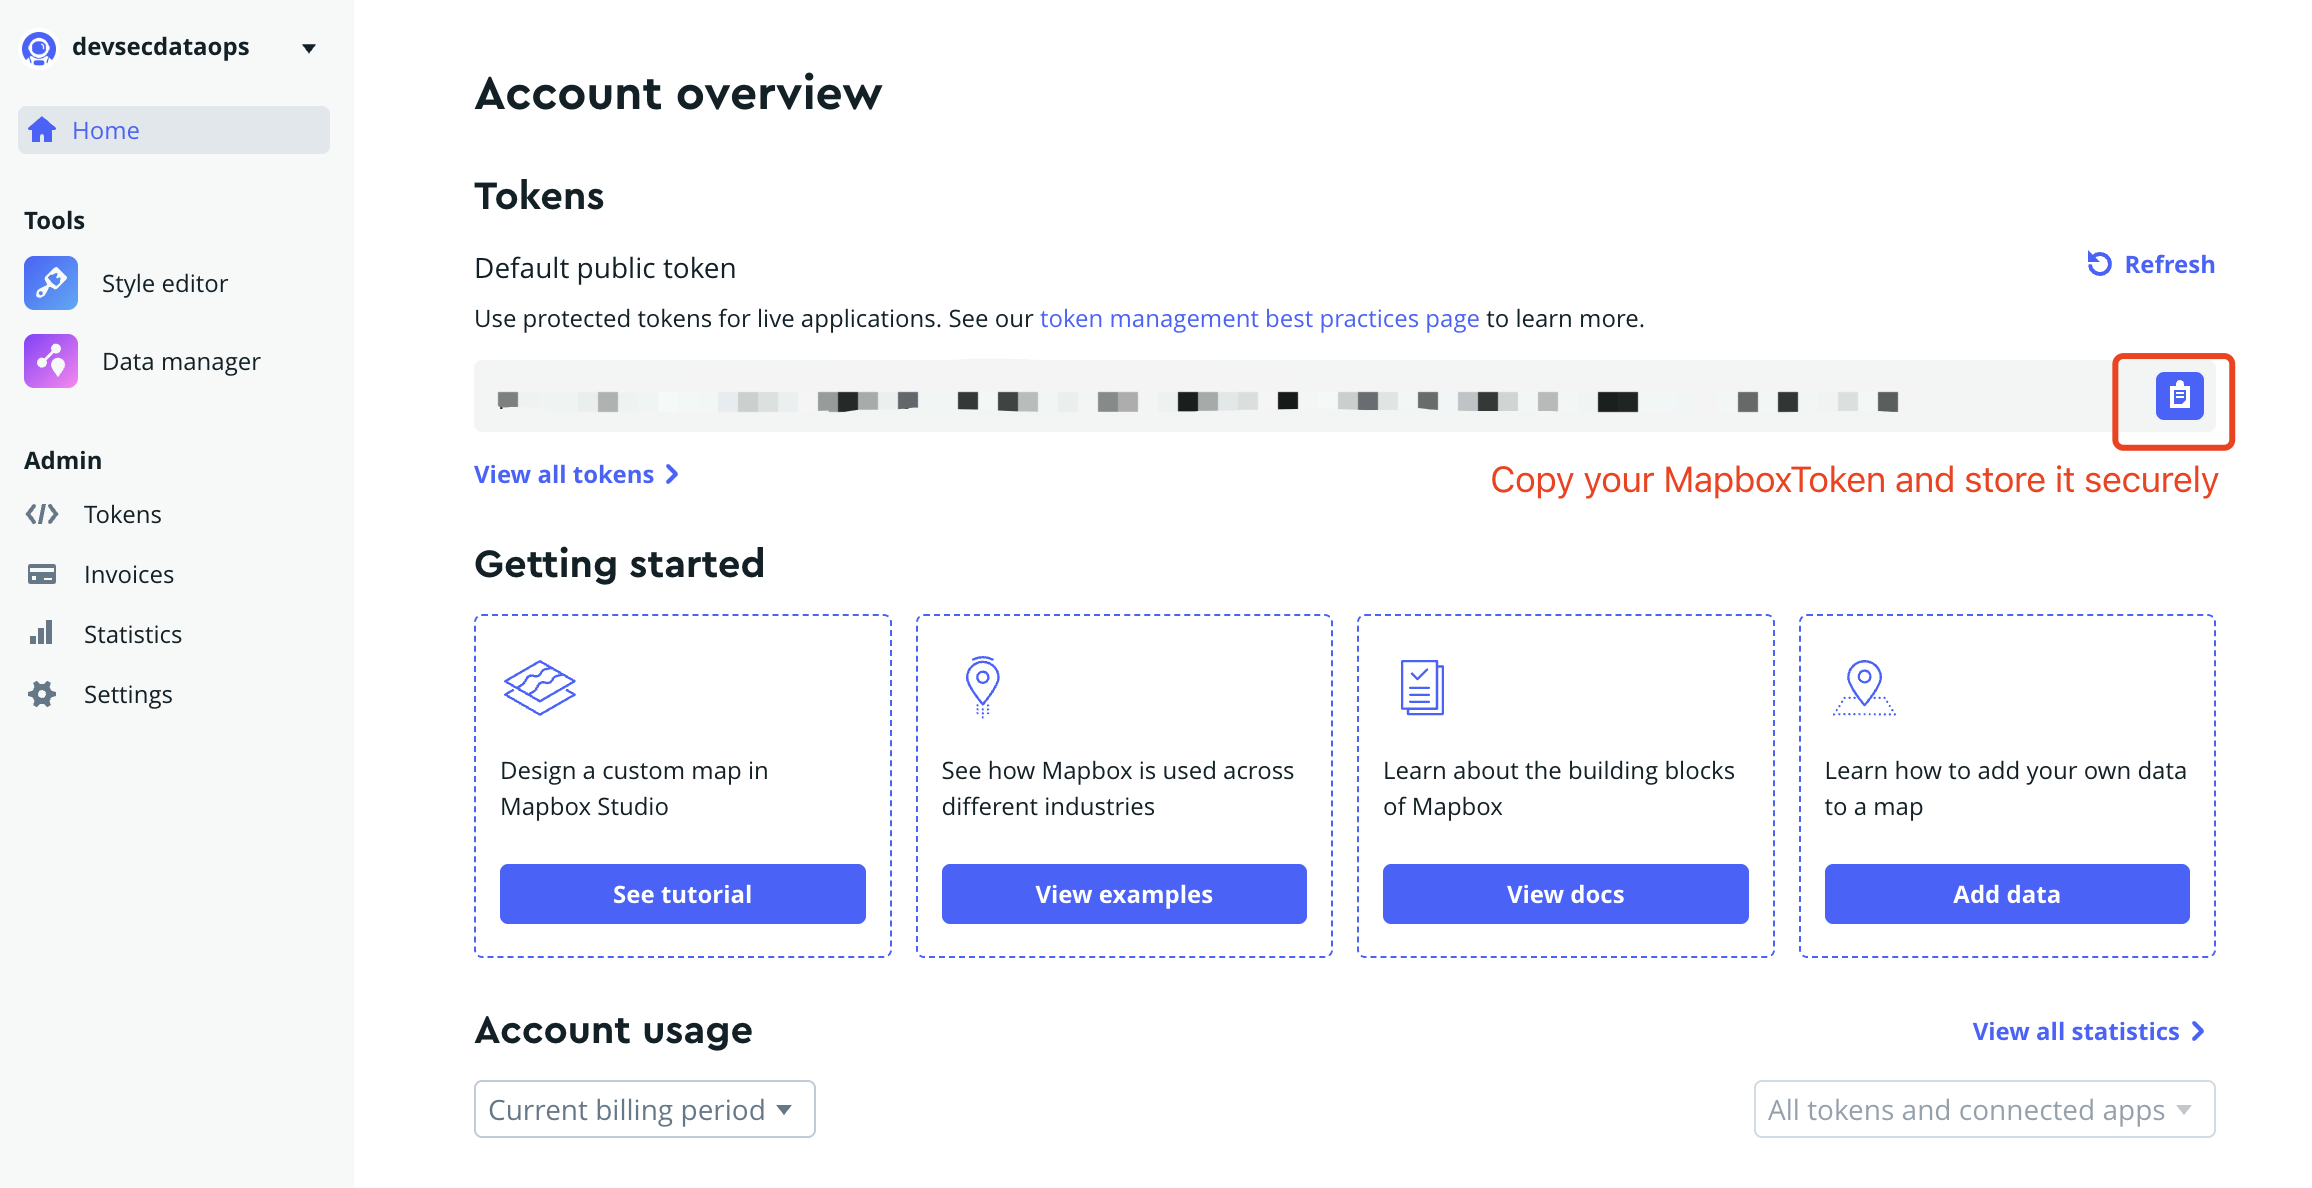 devsecdataops
Home
Tools
Style editor
Data manager
Admin
Tokens
Invoices
Statistics
Settings
Account overview
Tokens
Default public token
Refresh
Use protected tokens for live applications. See our token management best practices page to learn more.
View all tokens
Copy your MapboxToken and store it securely
Getting started
Design a custom map in
Mapbox Studio
See tutorial
See how Mapbox is used across
different industries
View examples
Learn about the building blocks
of Mapbox
View docs
Learn how to add your own data
to a map
Add data
Account usage
View all statistics
Current billing period
All tokens and connected apps